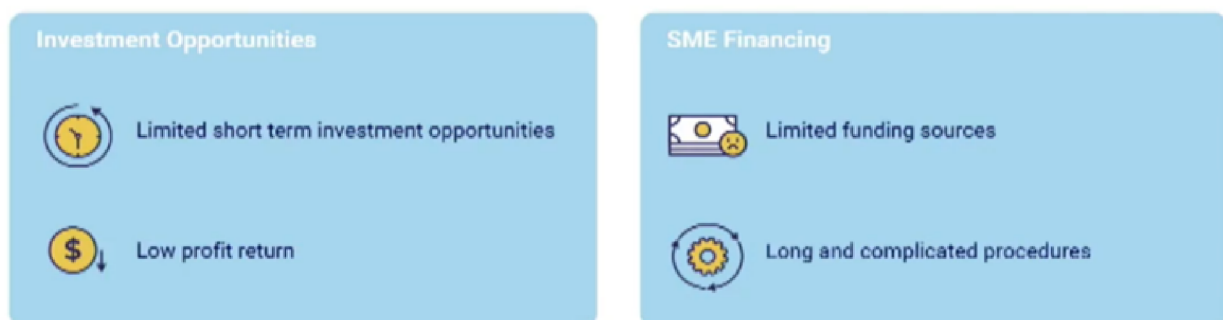 Investment Opportunities
Limited short term investment opportunities
Low profit return
SME Financing
Limited funding sources
Long and complicated procedures